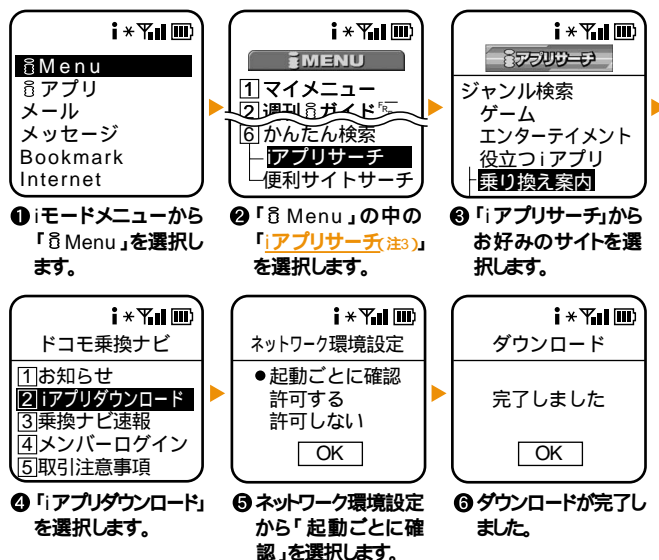 i Menu
i アプリ
メール
メッセージ
Bookmark
Internet
❶ iモードメニューから
「i Menu」を選択し
ます。
i MENU
1 マイメニュー
2 週刊iガイド
6 かんたん検索
iアプリサーチ
便利サイトサーチ
❷「i Menu」の中の
「iアプリサーチ(注3)」
を選択します。
iアプリサーチ
ジャンル検索
ゲーム
エンターテイメント
役立つiアプリ
乗り換え案内
❸「iアプリサーチ」から
お好みのサイトを選
択します。
ドコモ乗換ナビ
1 お知らせ
2 iアプリダウンロード
3 乗換ナビ速報
4 メンバーログイン
5 取引注意事項
❹「iアプリダウンロード」
を選択します。
ネットワーク環境設定
●起動ごとに確認
許可する
許可しない
OK
❺ ネットワーク環境設定
から「起動ごとに確
認」を選択します。
ダウンロード
完了しました
OK
❻ ダウンロードが完了し
ました。